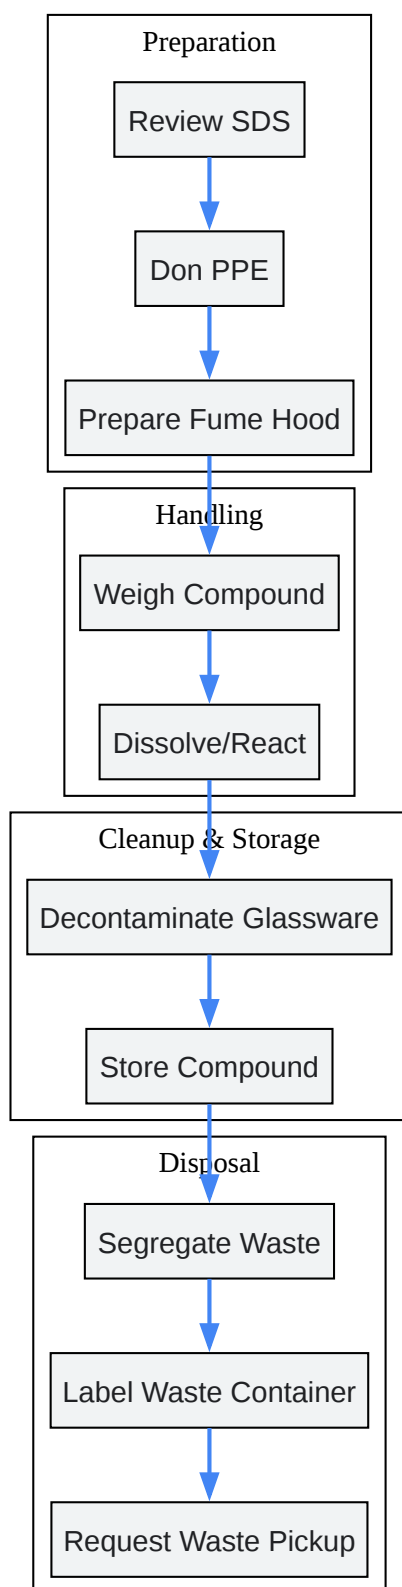 Preparation
Review SDS
Don PPE
Prepare Fume Hood
Handling
Weigh Compound
Dissolve/React
Cleanup & Storage
Decontaminate Glassware
Store Compound
Disposal
Segregate Waste
Label Waste Container
Request Waste Pickup